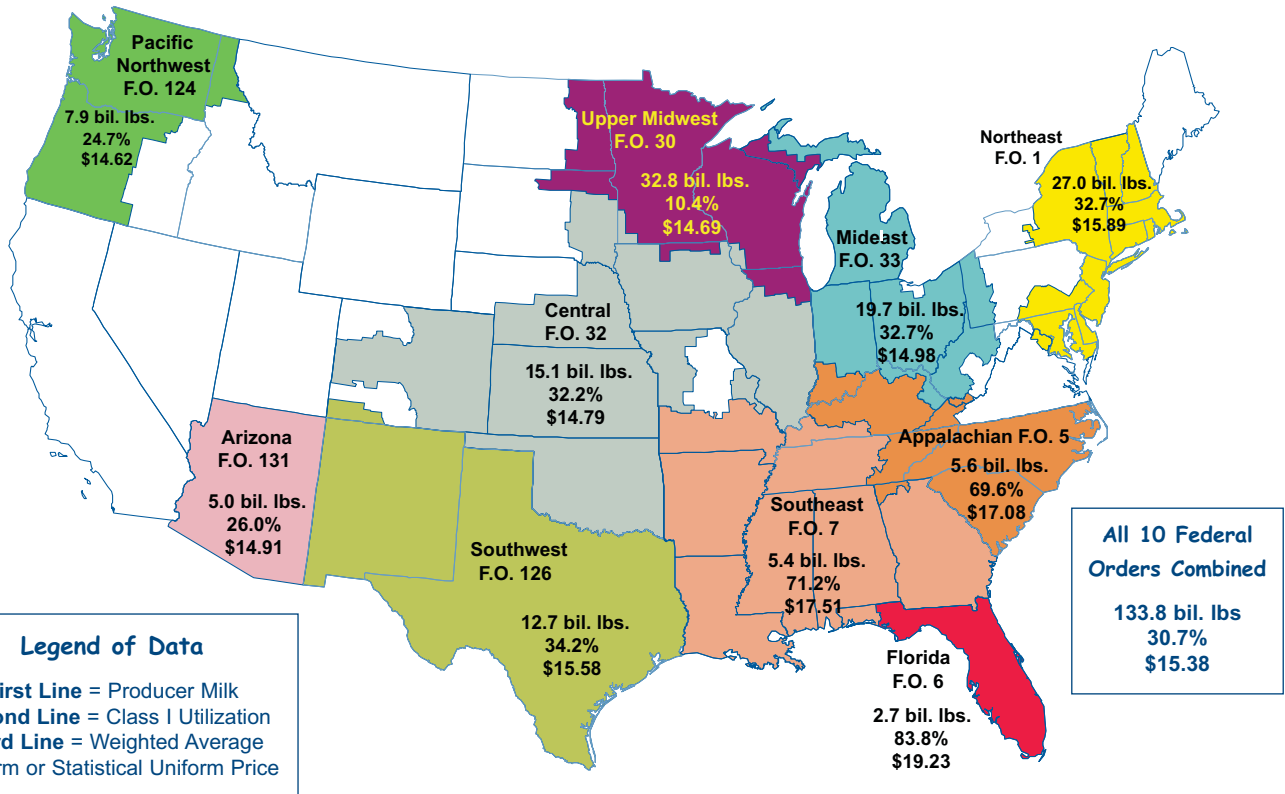 Pacific
Northwest
F.O. 124
7.9 bil. lbs.
24.7%
$14.62
Upper Midwest
F.O. 30
32.8 bil. lbs.
10.4%
$14.69
Northeast
F.O. 1
27.0 bil. lbs.
32.7%
$15.89
Mideast
F.O. 33
19.7 bil. lbs.
32.7%
$14.98
Central
F.O. 32
15.1 bil. lbs.
32.2%
$14.79
Arizona
F.O. 131
5.0 bil. lbs.
26.0%
$14.91
Appalachian F.O. 5
5.6 bil. lbs.
69.6%
$17.08
Southeast
F.O. 7
5.4 bil. lbs.
71.2%
$17.51
Southwest
F.O. 126
12.7 bil. lbs.
34.2%
$15.58
Florida
F.O. 6
2.7 bil. lbs.
83.8%
$19.23
All 10 Federal
Orders Combined
133.8 bil. lbs
30.7%
$15.38
Legend of Data
irst Line = Producer Milk
ond Line = Class I Utilization
rd Line = Weighted Average
rm or Statistical Uniform Price